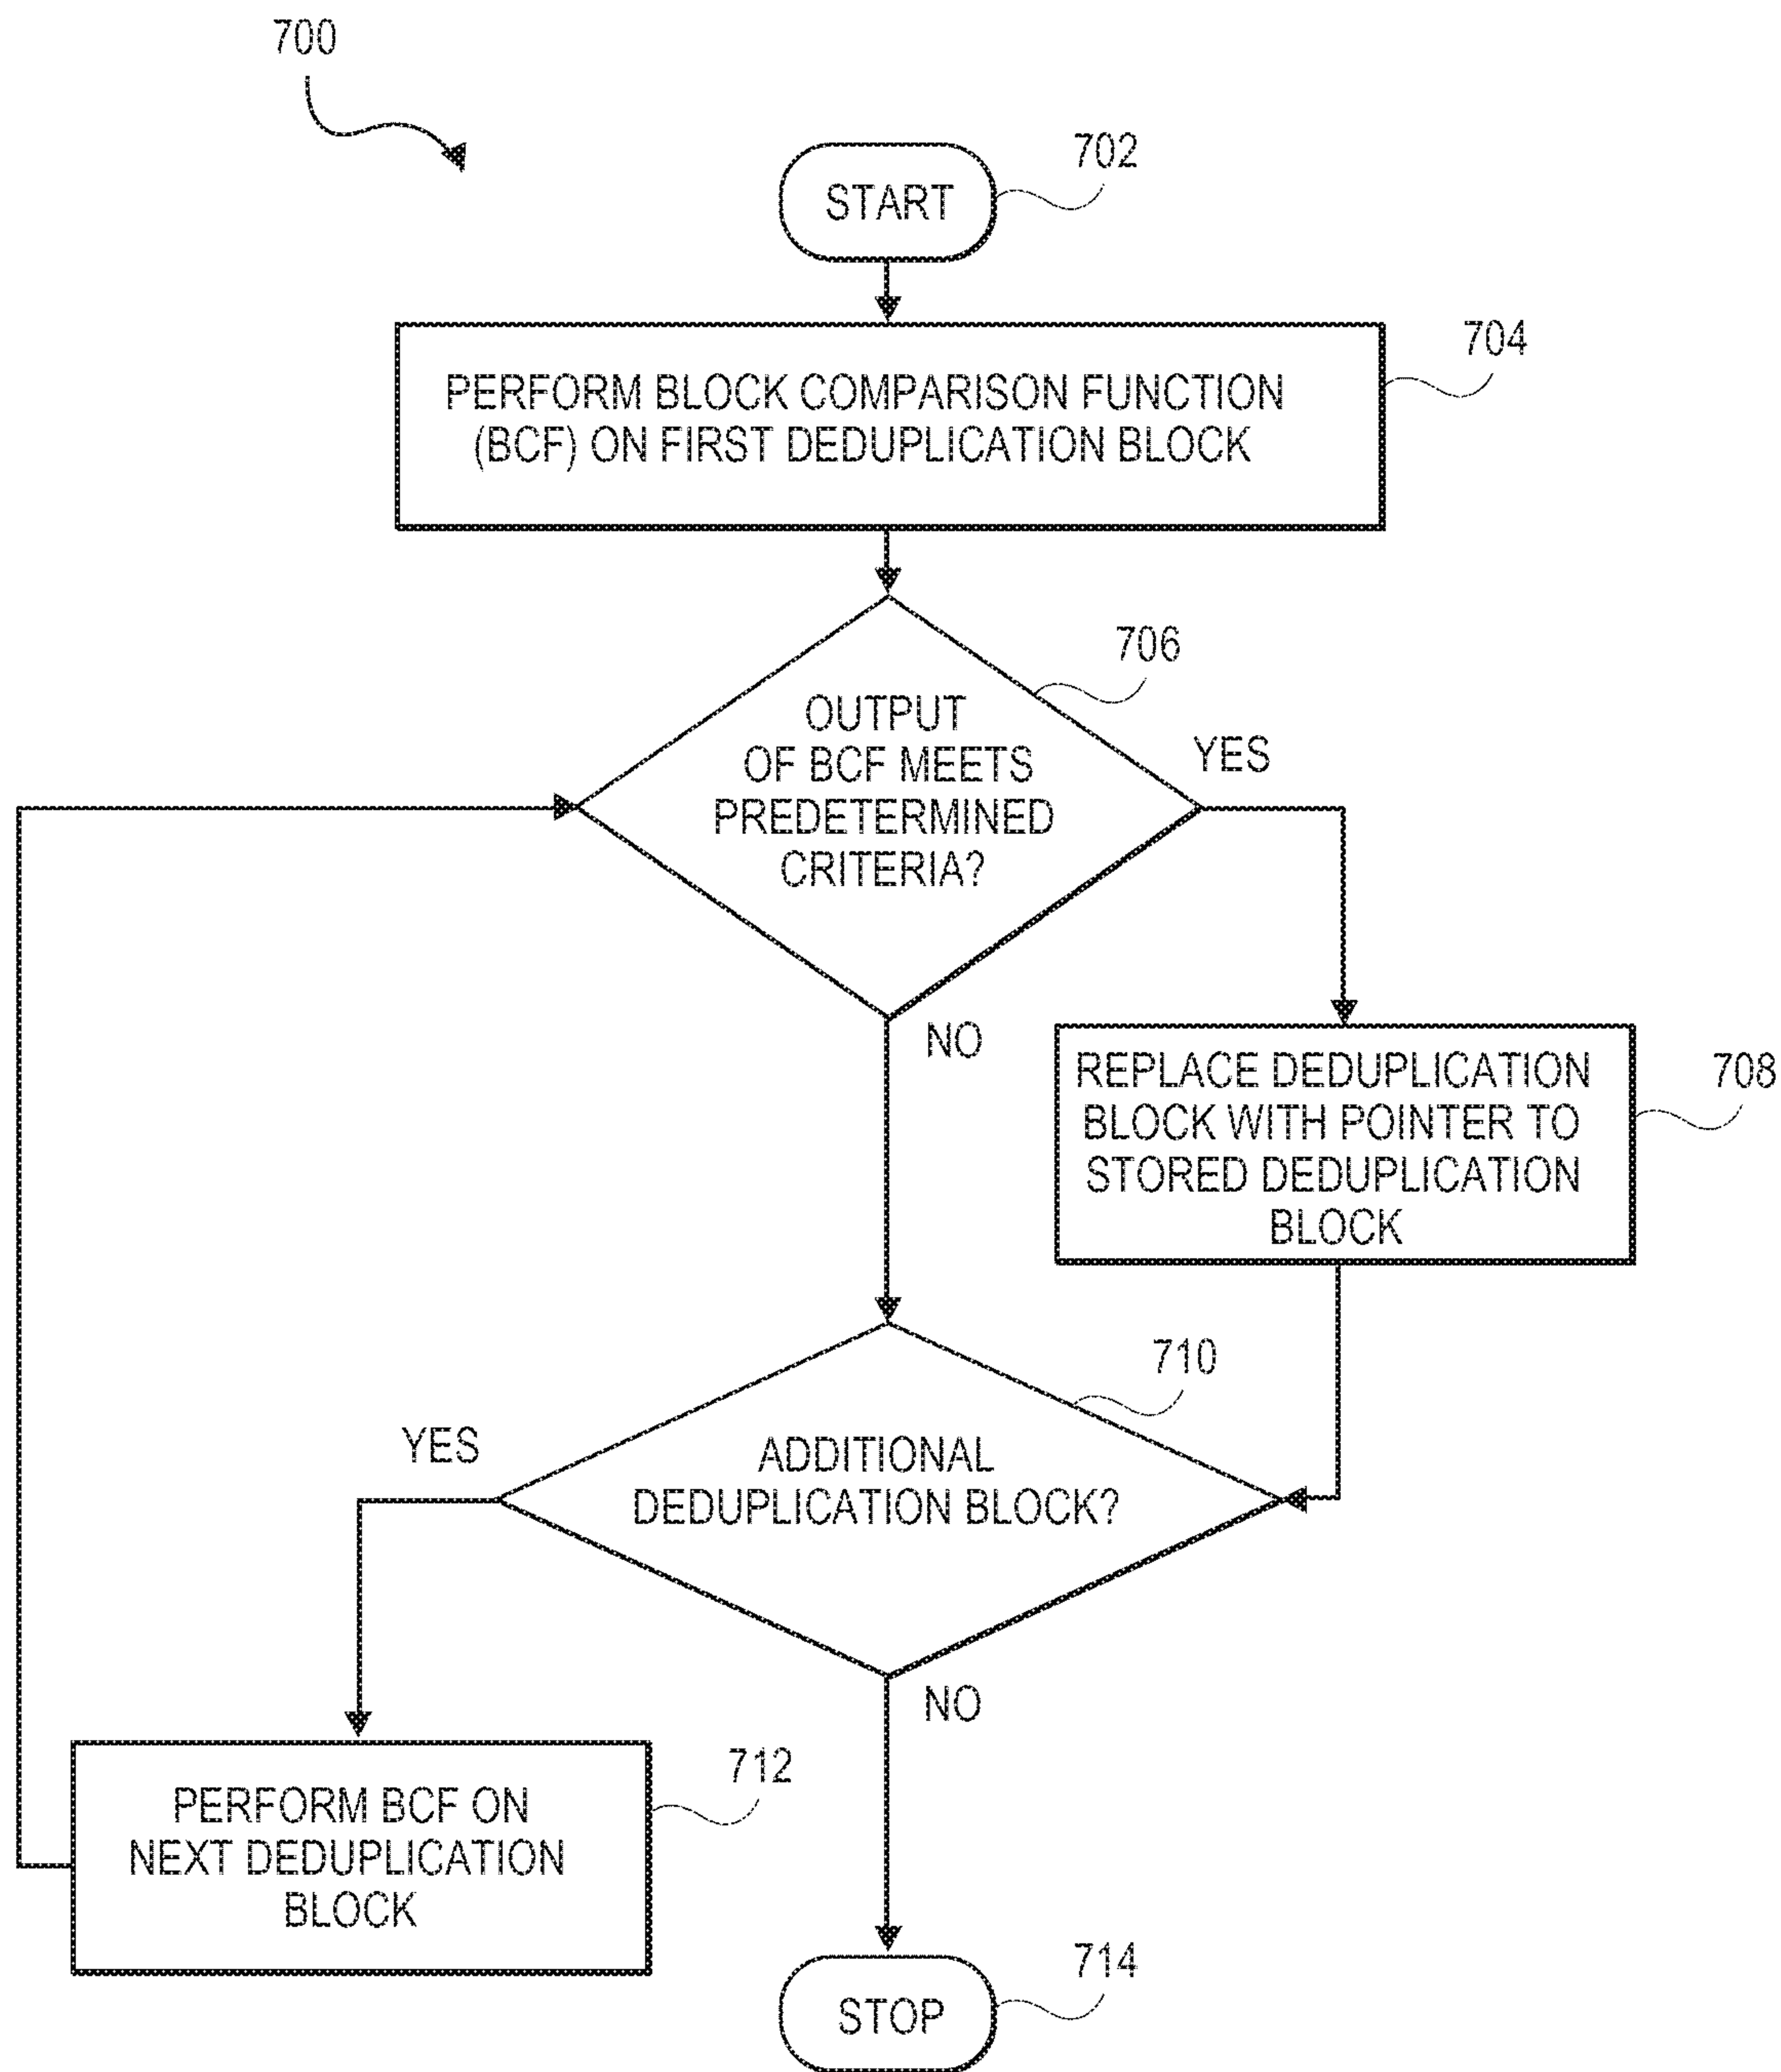 700
702
START
704
PERFORM BLOCK COMPARISON FUNCTION
(BCF) ON FIRST DEDUPLICATION BLOCK
706
OUTPUT
OF BCF MEETS
PREDETERMINED
CRITERIA?
YES
NO
REPLACE DEDUPLICATION
BLOCK WITH POINTER TO
STORED DEDUPLICATION
BLOCK
708
710
YES
ADDITIONAL
DEDUPLICATION BLOCK?
NO
712
PERFORM BCF ON
NEXT DEDUPLICATION
BLOCK
714
STOP